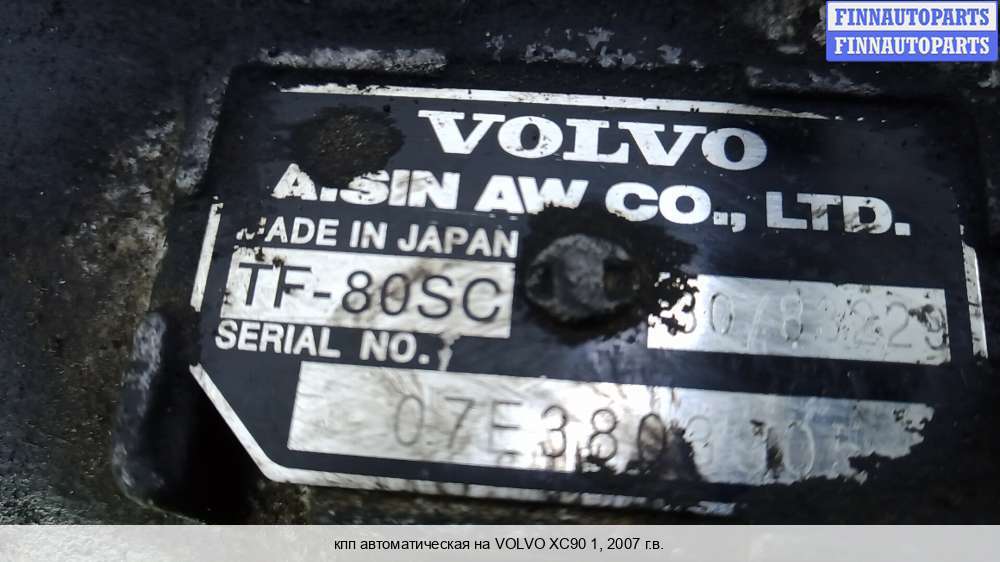 FINNAUTOPARTS
FINNAUTOPARTS
VOLVO
AISIN AW CO., LTD.
MADE IN JAPAN
TF-80SC
SERIAL NO.
кпп автоматическая на VOLVO XC90 1, 2007 г.в.